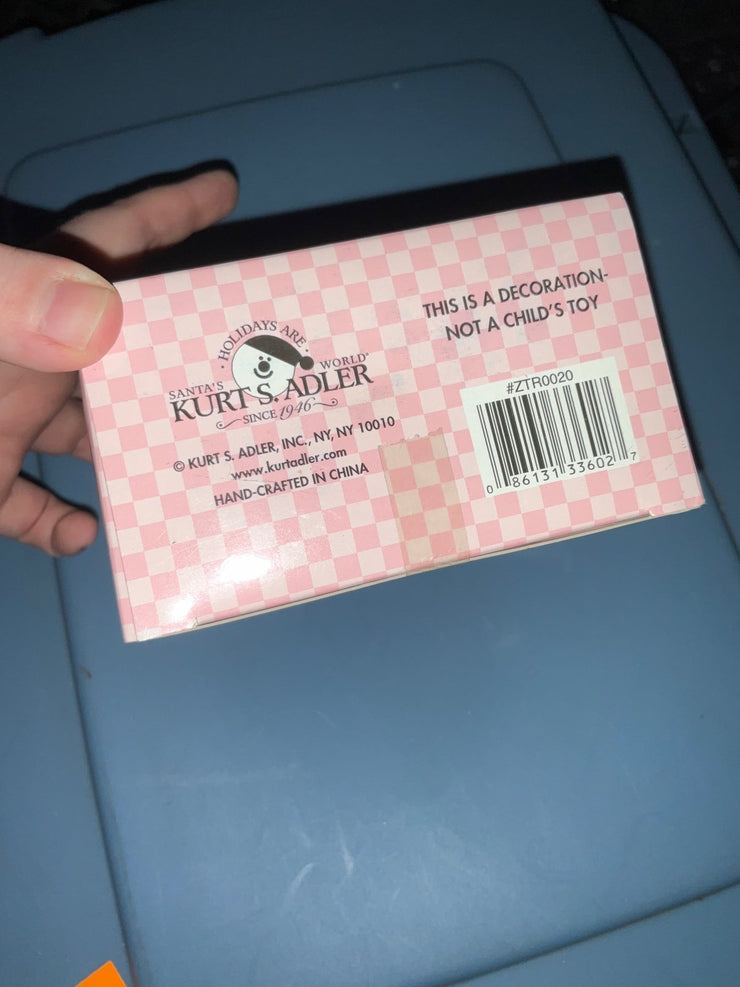 · HOLIDAYS ARE ·
SANTA'S WORLD®
KURT S. ADLER
SINCE 1946
© KURT S. ADLER, INC., NY, NY 10010
www.kurtadler.com
HAND-CRAFTED IN CHINA
THIS IS A DECORATION-
NOT A CHILD'S TOY
#ZTR0020
0 86131 33602 7